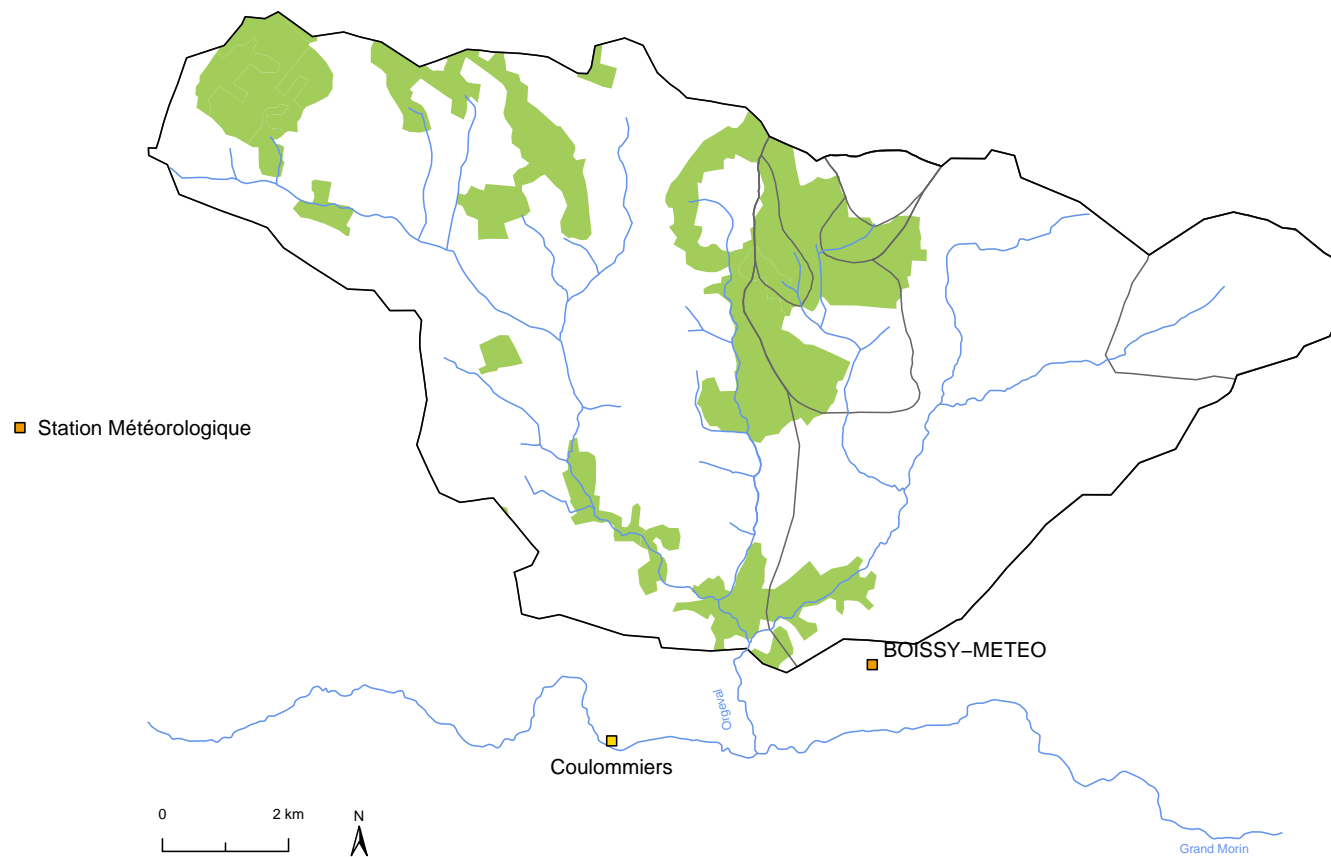 Station Météorologique
BOISSY–METEO
Orgeval
Coulommiers
0 2 km
N
Grand Morin